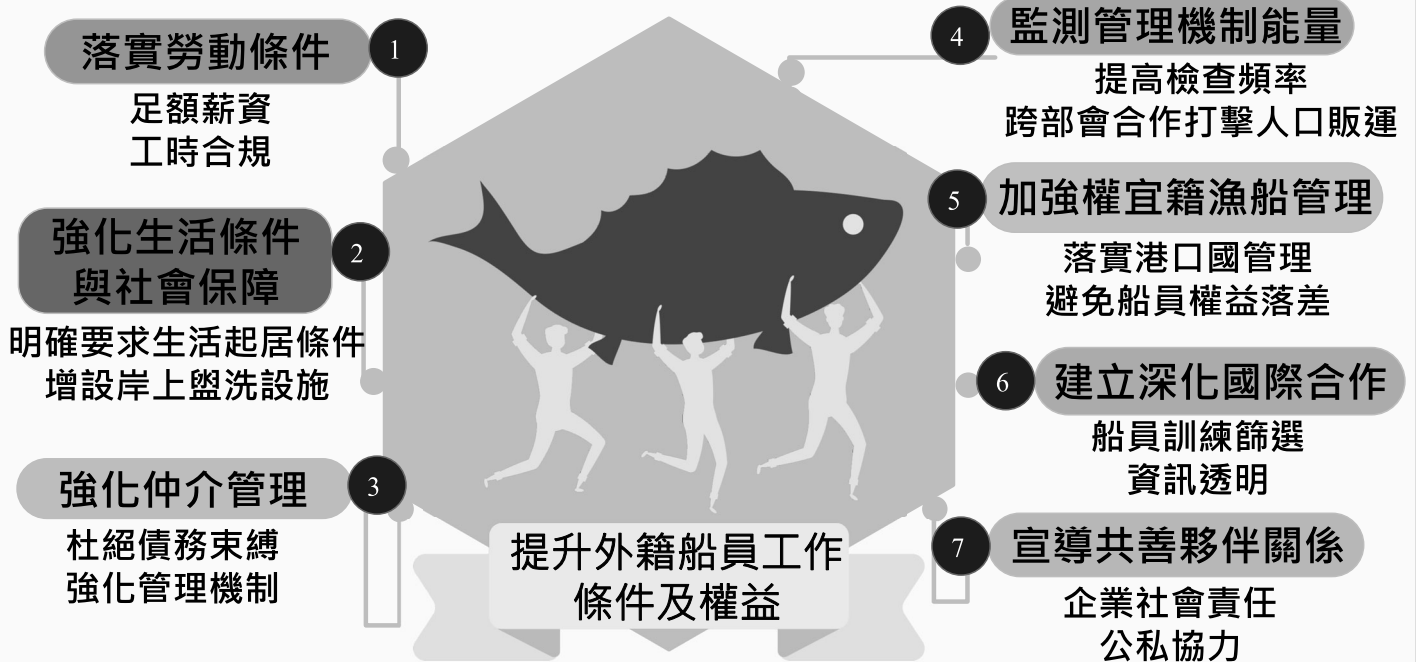 1
落實勞動條件
足額薪資
工時合規
2
強化生活條件
與社會保障
明確要求生活起居條件
增設岸上盥洗設施
3
強化仲介管理
杜絕債務束縛
強化管理機制
4
監測管理機制能量
提高檢查頻率
跨部會合作打擊人口販運
5
加強權宜籍漁船管理
落實港口國管理
避免船員權益落差
6
建立深化國際合作
船員訓練篩選
資訊透明
7
宣導共善夥伴關係
企業社會責任
公私協力
提升外籍船員工作
條件及權益